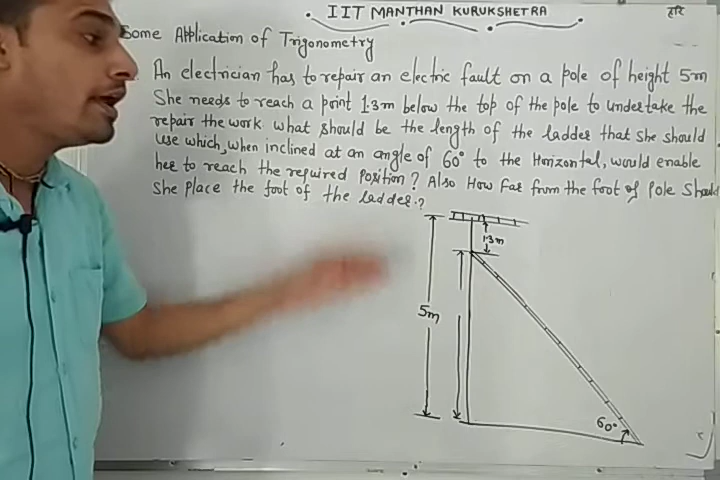 IIT MANTHAN KURUKSHETRA
हरि
Some Application of Trigonometry
An electrician has to repair an electric fault on a pole of height 5m
She needs to reach a point 1.3m below the top of the pole to undertake the
repair the work what should be the length of the ladder that she should
use which, when inclined at an angle of 60° to the Horizontal, would enable
her to reach the required position? Also How far from the foot of pole should
she place the foot of the ladder.?
1.3m
5m
60°